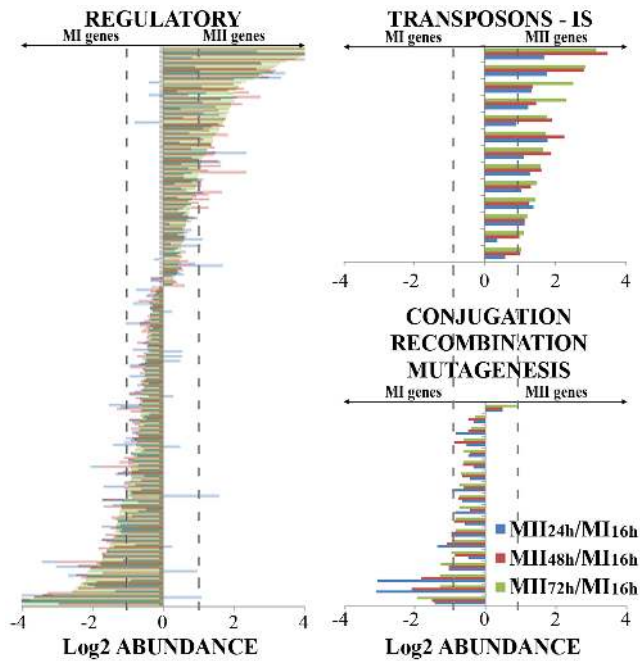 REGULATORY
MI genes
MII genes
-4
-2
0
2
4
Log2 ABUNDANCE
TRANSPOSONS - IS
MI genes
MII genes
-4
-2
0
2
4
CONJUGATION
RECOMBINATION
MUTAGENESIS
MI genes
MII genes
MII24h/MI16h
MII48h/MI16h
MII72h/MI16h
-4
-2
0
2
4
Log2 ABUNDANCE